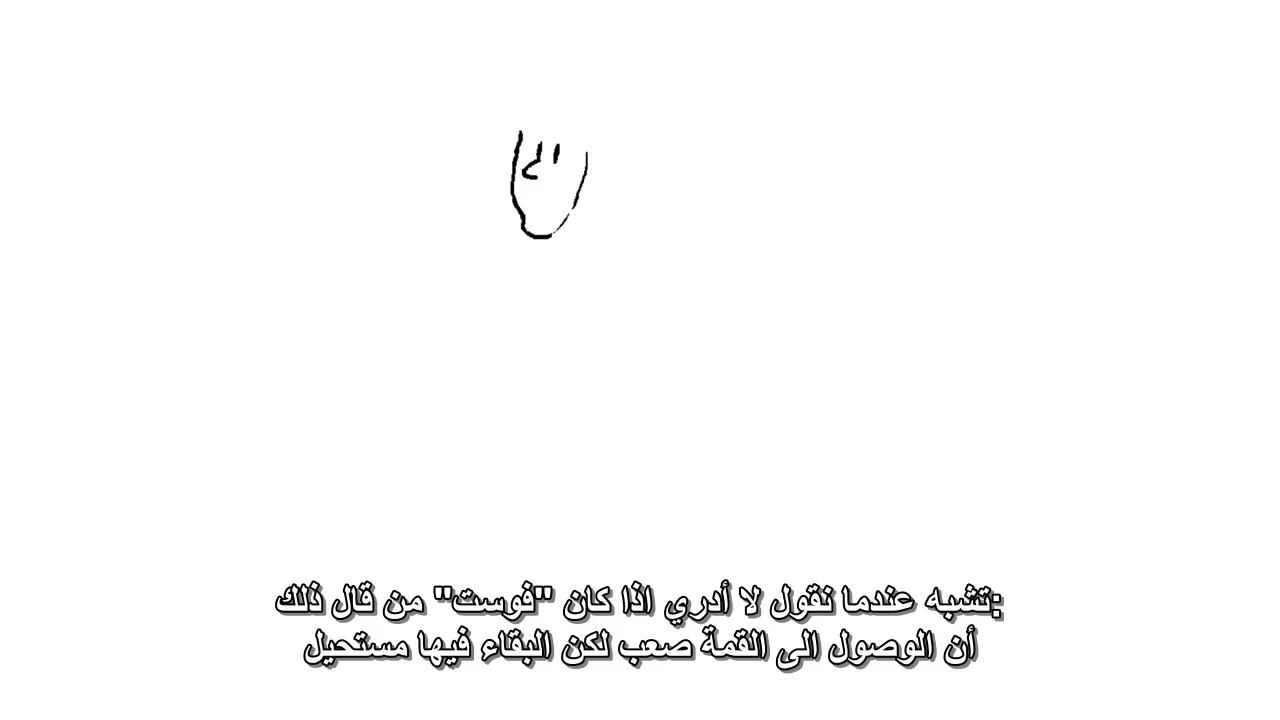 :تشبه عندما نقول لا أدري اذا كان "فوست" من قال ذلك
أن الوصول الى القمة صعب لكن البقاء فيها مستحيل